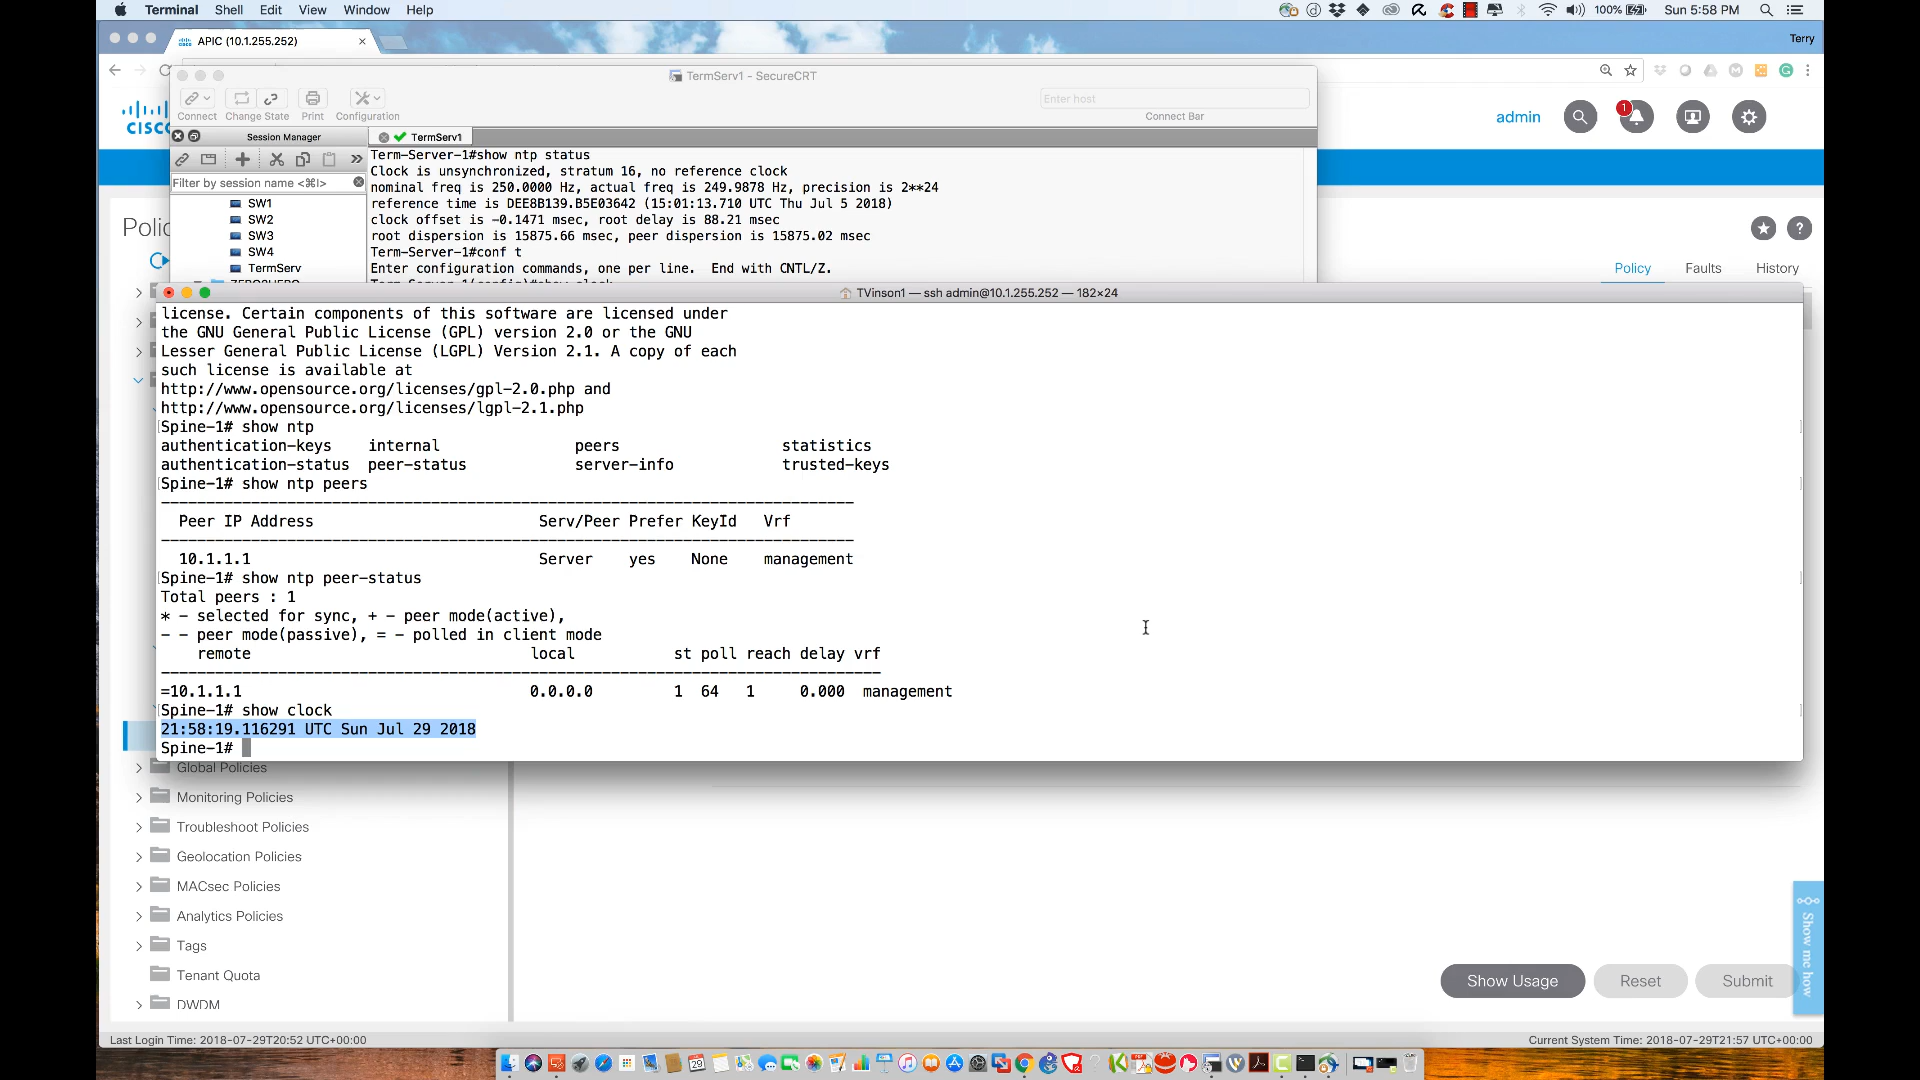 Terminal Shell Edit View Window Help 100% Sun 5:58 PM
APIC (10.1.255.252) Terry
TermServ1 - SecureCRT
Enter host
Connect Change State Print Configuration Connect Bar
cisco
admin 1
Session Manager TermServ1
Filter by session name <⌘I>
SW1
SW2
SW3
SW4
TermServ
Term-Server-1#show ntp status
Clock is unsynchronized, stratum 16, no reference clock
nominal freq is 250.0000 Hz, actual freq is 249.9878 Hz, precision is 2**24
reference time is DEE8B139.B5E03642 (15:01:13.710 UTC Thu Jul 5 2018)
clock offset is -0.1471 msec, root delay is 88.21 msec
root dispersion is 15875.66 msec, peer dispersion is 15875.02 msec
Term-Server-1#conf t
Enter configuration commands, one per line.  End with CNTL/Z.
Polic
Policy Faults History
TVinson1 — ssh admin@10.1.255.252 — 182×24
license. Certain components of this software are licensed under
the GNU General Public License (GPL) version 2.0 or the GNU
Lesser General Public License (LGPL) Version 2.1. A copy of each
such license is available at
http://www.opensource.org/licenses/gpl-2.0.php and
http://www.opensource.org/licenses/lgpl-2.1.php
Spine-1# show ntp
authentication-keys internal peers statistics
authentication-status peer-status server-info trusted-keys
Spine-1# show ntp peers
Peer IP Address Serv/Peer Prefer KeyId Vrf
10.1.1.1 Server yes None management
Spine-1# show ntp peer-status
Total peers : 1
* - selected for sync, + - peer mode(active),
- - peer mode(passive), = - polled in client mode
remote local st poll reach delay vrf
=10.1.1.1 0.0.0.0 1 64 1 0.000 management
Spine-1# show clock
21:58:19.116291 UTC Sun Jul 29 2018
Spine-1#
Global Policies
Monitoring Policies
Troubleshoot Policies
Geolocation Policies
MACsec Policies
Analytics Policies
Tags
Tenant Quota
DWDM
Show me how
Show Usage Reset Submit
Last Login Time: 2018-07-29T20:52 UTC+00:00 Current System Time: 2018-07-29T21:57 UTC+00:00